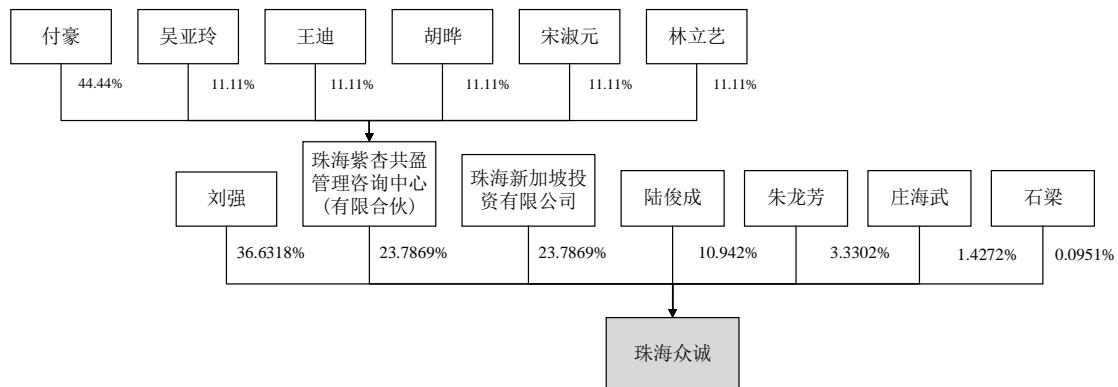 付豪
吴亚玲
王迪
胡晔
宋淑元
林立艺
44.44%
11.11%
11.11%
11.11%
11.11%
11.11%
刘强
珠海紫杏共盈
管理咨询中心
(有限合伙)
珠海新加坡投
资有限公司
陆俊成
朱龙芳
庄海武
石梁
36.6318%
23.7869%
23.7869%
10.942%
3.3302%
1.4272%
0.0951%
珠海众诚